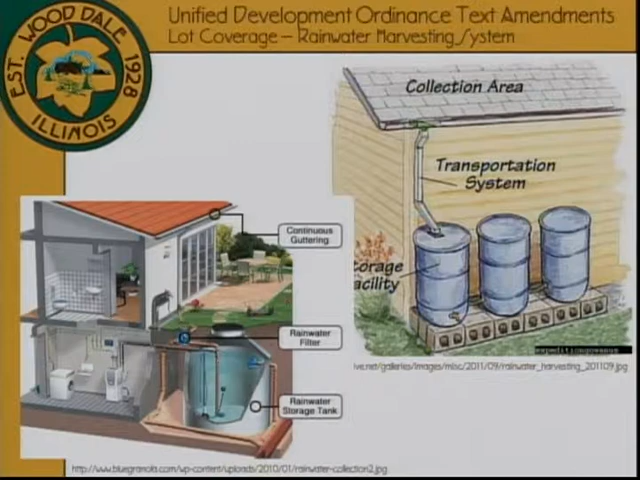 Unified Development Ordinance Text Amendments
Lot Coverage – Rainwater Harvesting System
EST. WOOD DALE 1928
ILLINOIS
Collection Area
Transportation
System
Continuous
Guttering
torage
acility
Rainwater
Filter
Rainwater
Storage Tank
ive.net/galleries/images/misc/2011/09/rainwater_harvesting_201109.jpg
http://www.bluegranola.com/wp-content/uploads/2010/01/rainwater-collection2.jpg